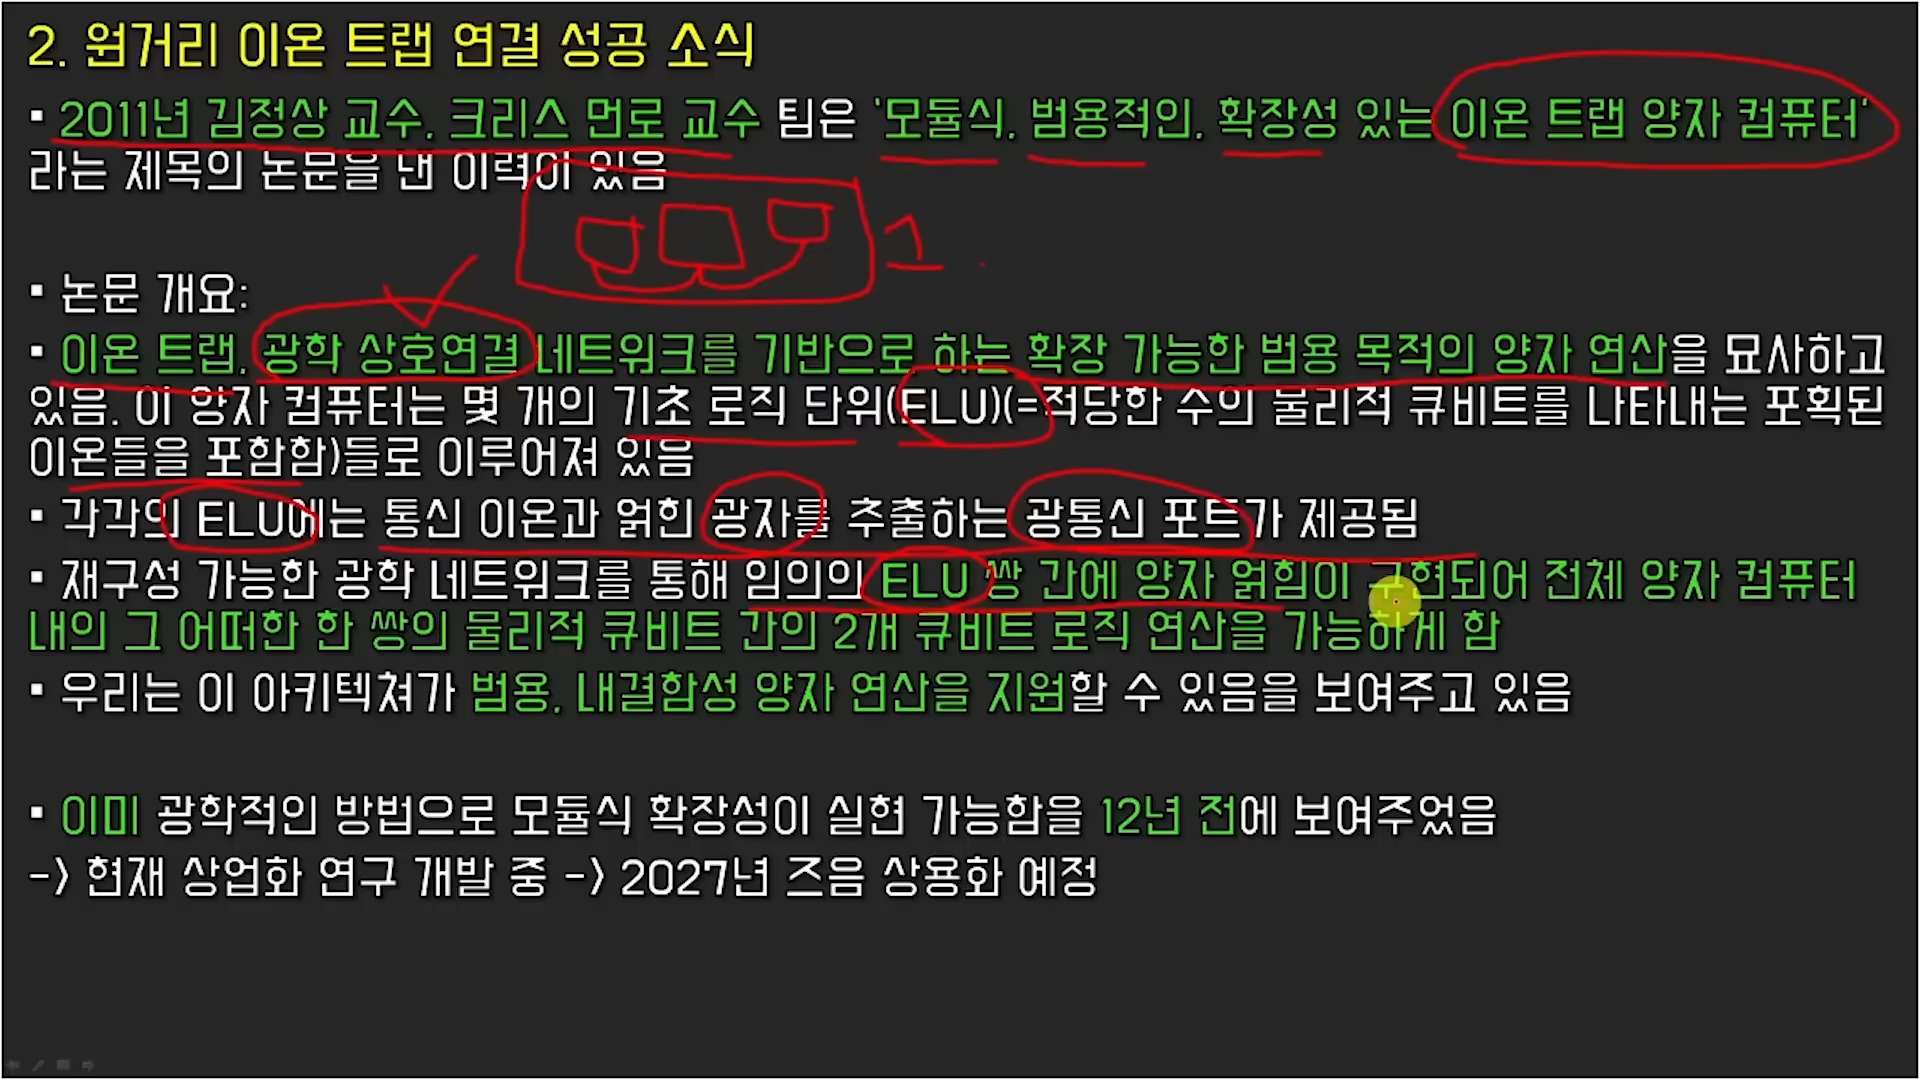 2. 원거리 이온 트랩 연결 성공 소식
▪ 2011년 김정상 교수, 크리스 먼로 교수 팀은 '모듈식, 범용적인, 확장성 있는 이온 트랩 양자 컴퓨터'
라는 제목의 논문을 낸 이력이 있음
1
▪ 논문 개요:
▪ 이온 트랩, 광학 상호연결 네트워크를 기반으로 하는 확장 가능한 범용 목적의 양자 연산을 묘사하고
있음. 이 양자 컴퓨터는 몇 개의 기초 로직 단위(ELU)(=적당한 수의 물리적 큐비트를 나타내는 포획된
이온들을 포함함)들로 이루어져 있음
▪ 각각의 ELU에는 통신 이온과 얽힌 광자를 추출하는 광통신 포트가 제공됨
▪ 재구성 가능한 광학 네트워크를 통해 임의의 ELU 쌍 간에 양자 얽힘이 구현되어 전체 양자 컴퓨터
내의 그 어떠한 한 쌍의 물리적 큐비트 간의 2개 큐비트 로직 연산을 가능하게 함
▪ 우리는 이 아키텍쳐가 범용, 내결함성 양자 연산을 지원할 수 있음을 보여주고 있음
▪ 이미 광학적인 방법으로 모듈식 확장성이 실현 가능함을 12년 전에 보여주었음
-> 현재 상업화 연구 개발 중 -> 2027년 즈음 상용화 예정